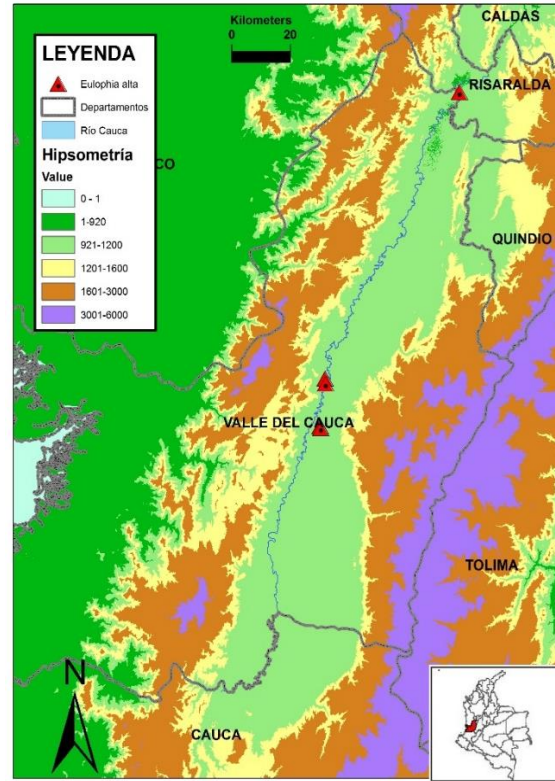 Kilometers
0 20
CALDAS
LEYENDA
Eulophia alta
Departamentos
Río Cauca
Hipsometría
Value
0 - 1
1-920
921-1200
1201-1600
1601-3000
3001-6000
CO
RISARALDA
QUINDIO
VALLE DEL CAUCA
TOLIMA
N
CAUCA